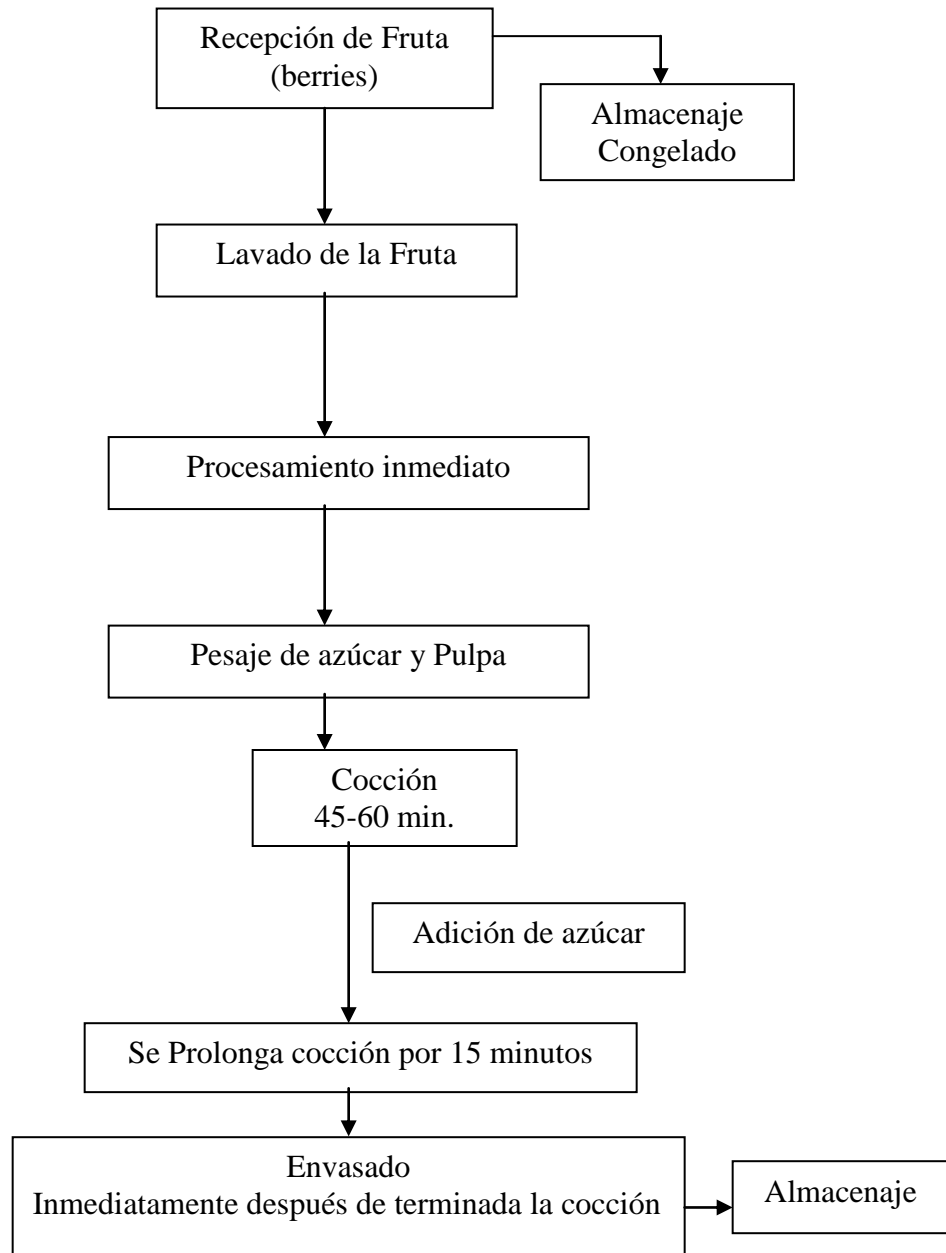 Recepción de Fruta
(berries)
Almacenaje
Congelado
Lavado de la Fruta
Procesamiento inmediato
Pesaje de azúcar y Pulpa
Cocción
45-60 min.
Adición de azúcar
Se Prolonga cocción por 15 minutos
Envasado
Inmediatamente después de terminada la cocción
Almacenaje